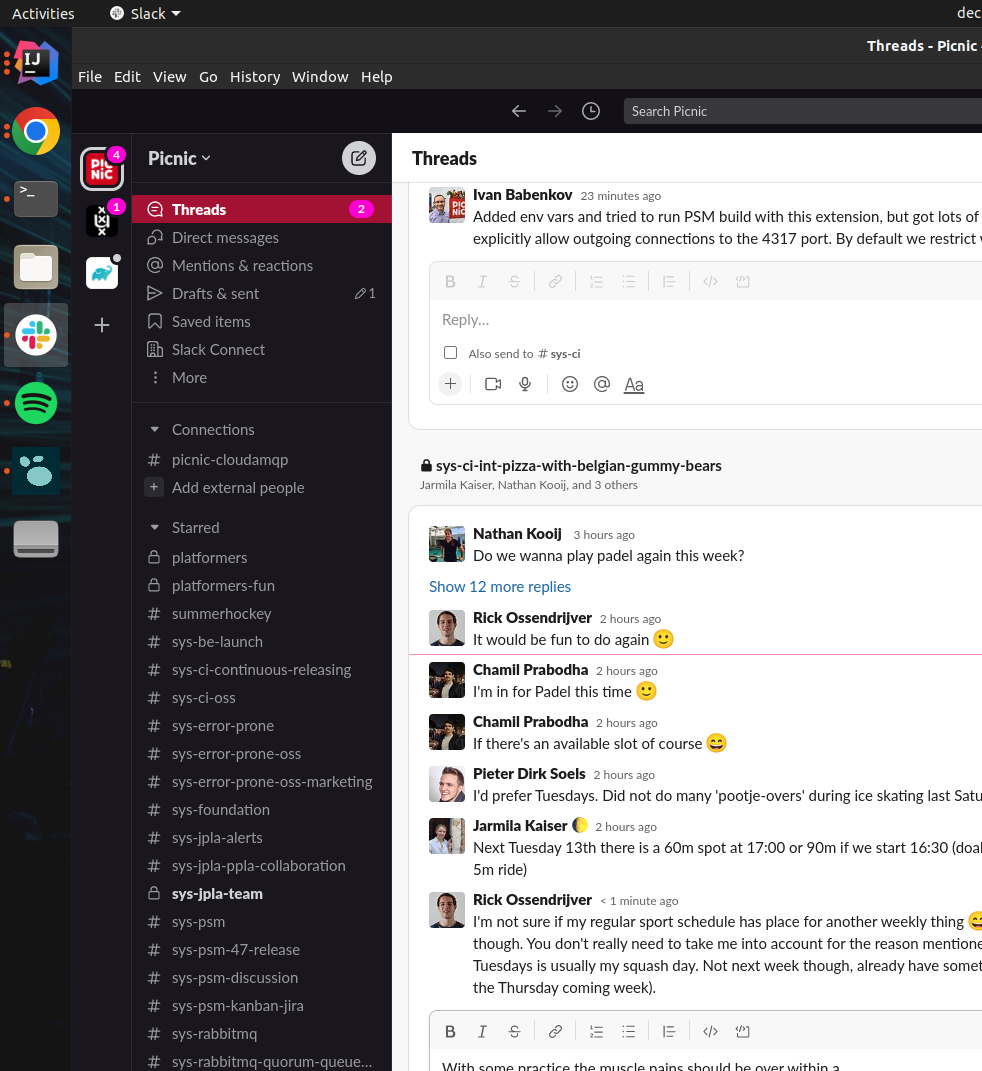 Activities
Slack
dec
Threads - Picnic -
File Edit View Go History Window Help
Search Picnic
4
1
Picnic
Threads 2
Direct messages
Mentions & reactions
Drafts & sent 1
Saved items
Slack Connect
More
Connections
# picnic-cloudamqp
+ Add external people
Starred
platformers
platformers-fun
# summerhockey
# sys-be-launch
# sys-ci-continuous-releasing
# sys-ci-oss
# sys-error-prone
# sys-error-prone-oss
# sys-error-prone-oss-marketing
# sys-foundation
# sys-jpla-alerts
# sys-jpla-ppla-collaboration
sys-jpla-team
# sys-psm
# sys-psm-47-release
# sys-psm-discussion
# sys-psm-kanban-jira
# sys-rabbitmq
# sys-rabbitmq-quorum-queue...
Threads
Ivan Babenkov 23 minutes ago
Added env vars and tried to run PSM build with this extension, but got lots of
explicitly allow outgoing connections to the 4317 port. By default we restrict
Reply...
Also send to # sys-ci
Aa
sys-ci-int-pizza-with-belgian-gummy-bears
Jarmila Kaiser, Nathan Kooij, and 3 others
Nathan Kooij 3 hours ago
Do we wanna play padel again this week?
Show 12 more replies
Rick Ossendrijver 2 hours ago
It would be fun to do again 🙂
Chamil Prabodha 2 hours ago
I'm in for Padel this time 🙂
Chamil Prabodha 2 hours ago
If there's an available slot of course 😄
Pieter Dirk Soels 2 hours ago
I'd prefer Tuesdays. Did not do many 'pootje-overs' during ice skating last Satu
Jarmila Kaiser 🌔 2 hours ago
Next Tuesday 13th there is a 60m spot at 17:00 or 90m if we start 16:30 (doal
5m ride)
Rick Ossendrijver < 1 minute ago
I'm not sure if my regular sport schedule has place for another weekly thing 😄
though. You don't really need to take me into account for the reason mentione
Tuesdays is usually my squash day. Not next week though, already have somet
the Thursday coming week).
With some practice the muscle pains should be over within a